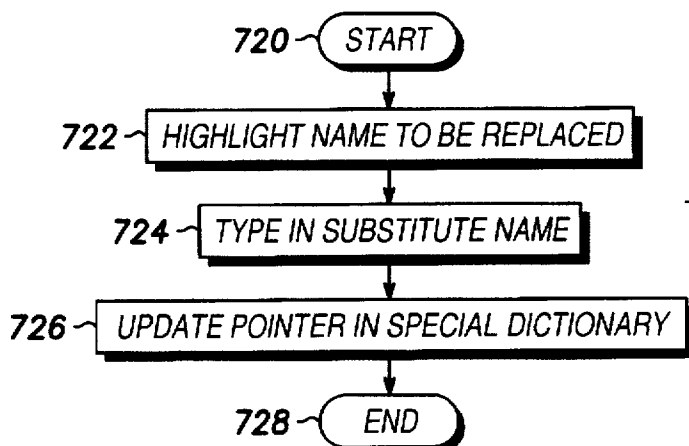 720 START
722 HIGHLIGHT NAME TO BE REPLACED
724 TYPE IN SUBSTITUTE NAME
726 UPDATE POINTER IN SPECIAL DICTIONARY
728 END